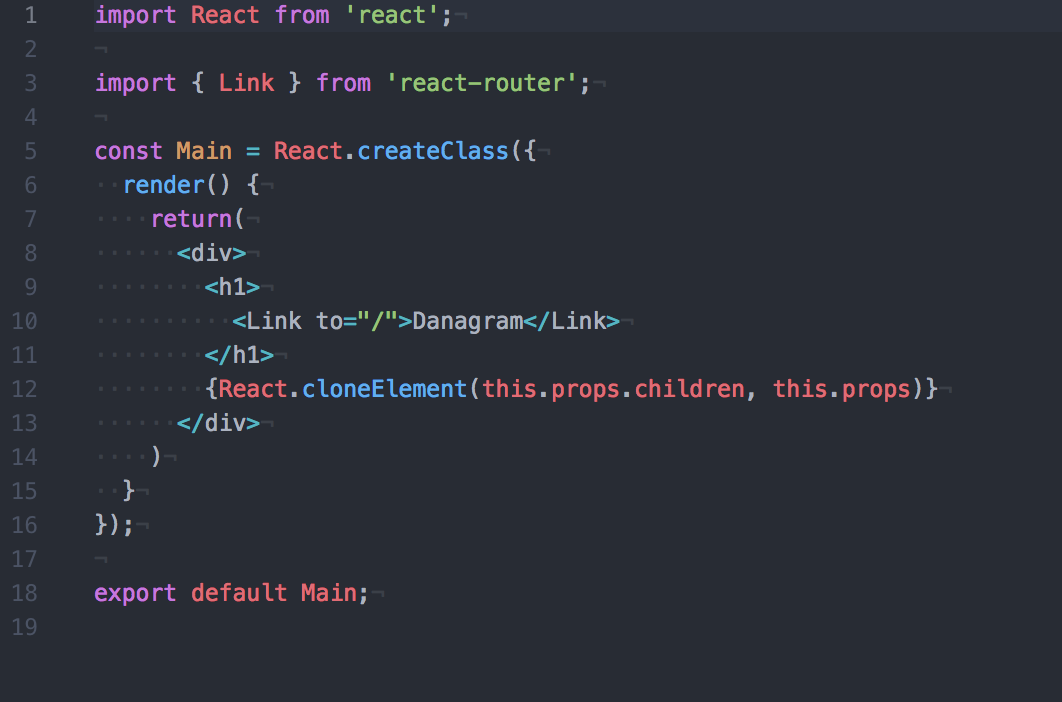 1 import React from 'react';¬
2 ¬
3 import { Link } from 'react-router';¬
4 ¬
5 const Main = React.createClass({¬
6 ··render() {¬
7 ····return(¬
8 ······<div>¬
9 ········<h1>¬
10 ··········<Link to="/">Danagram</Link>¬
11 ········</h1>¬
12 ········{React.cloneElement(this.props.children, this.props)}¬
13 ······</div>¬
14 ····)¬
15 ··}¬
16 });¬
17 ¬
18 export default Main;¬
19